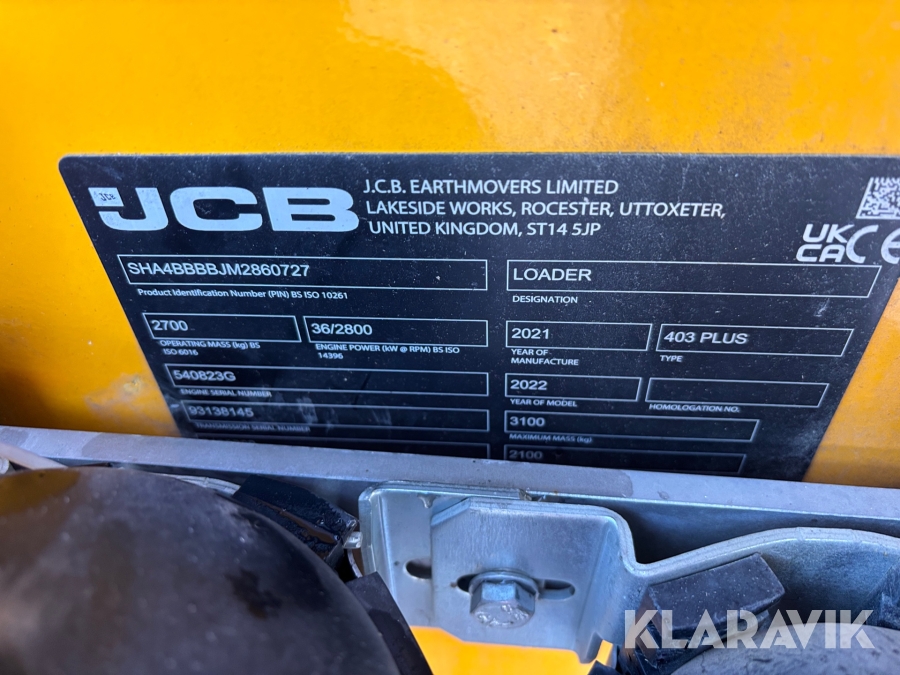 JCB
JCB
J.C.B. EARTHMOVERS LIMITED
LAKESIDE WORKS, ROCESTER, UTTOXETER,
UNITED KINGDOM, ST14 5JP
UK
CA CE
SHA4BBBBJM2860727
Product Identification Number (PIN) BS ISO 10261
LOADER
DESIGNATION
2700
OPERATING MASS (kg) BS
ISO 6016
36/2800
ENGINE POWER (kW @ RPM) BS ISO
14396
2021
YEAR OF
MANUFACTURE
403 PLUS
TYPE
540823G
ENGINE SERIAL NUMBER
2022
YEAR OF MODEL
HOMOLOGATION NO.
93138145
TRANSMISSION SERIAL NUMBER
3100
MAXIMUM MASS (kg)
2100
KLARAVIK